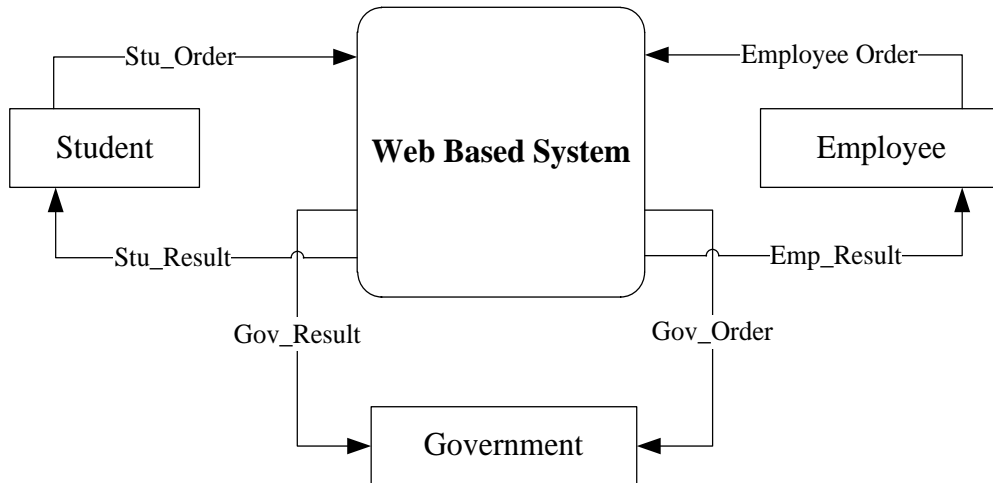 Stu_Order
Employee Order
Student
Web Based System
Employee
Stu_Result
Emp_Result
Gov_Result
Gov_Order
Government